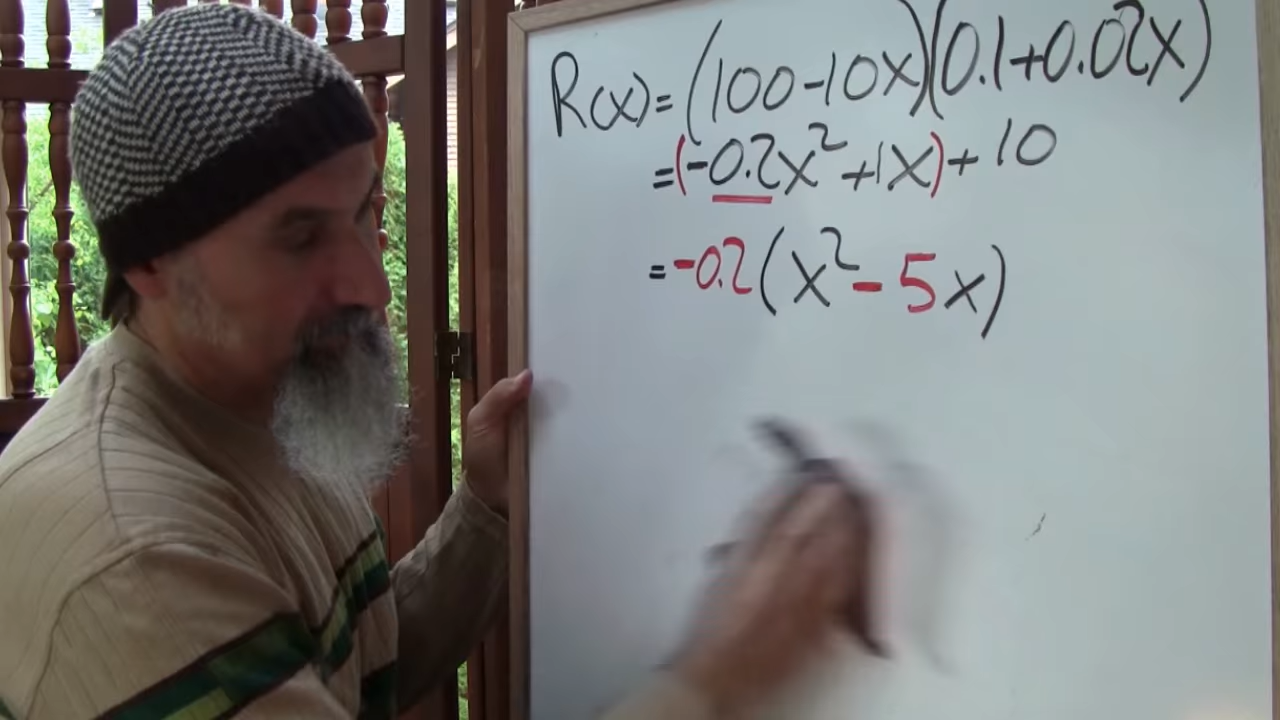 R(x)=(100-10x)(0.1+0.02x)
=(-0.2x²+1x)+10
=-0.2(x²-5x)